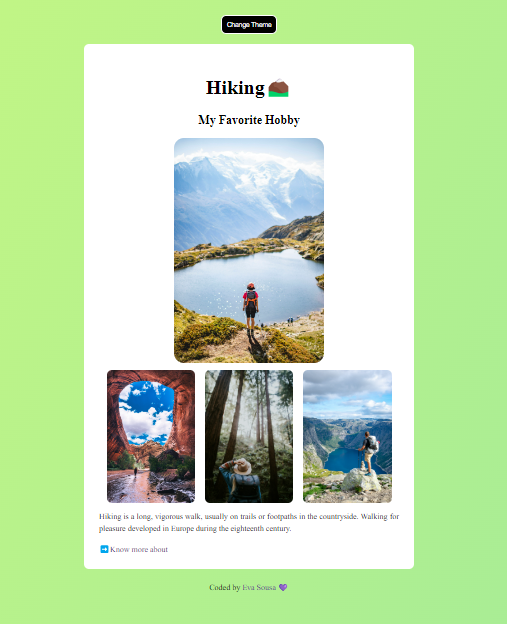 Change Theme
Hiking
My Favorite Hobby
Hiking is a long, vigorous walk, usually on trails or footpaths in the countryside. Walking for
pleasure developed in Europe during the eighteenth century.
➡️ Know more about
Coded by Eva Sousa 💜